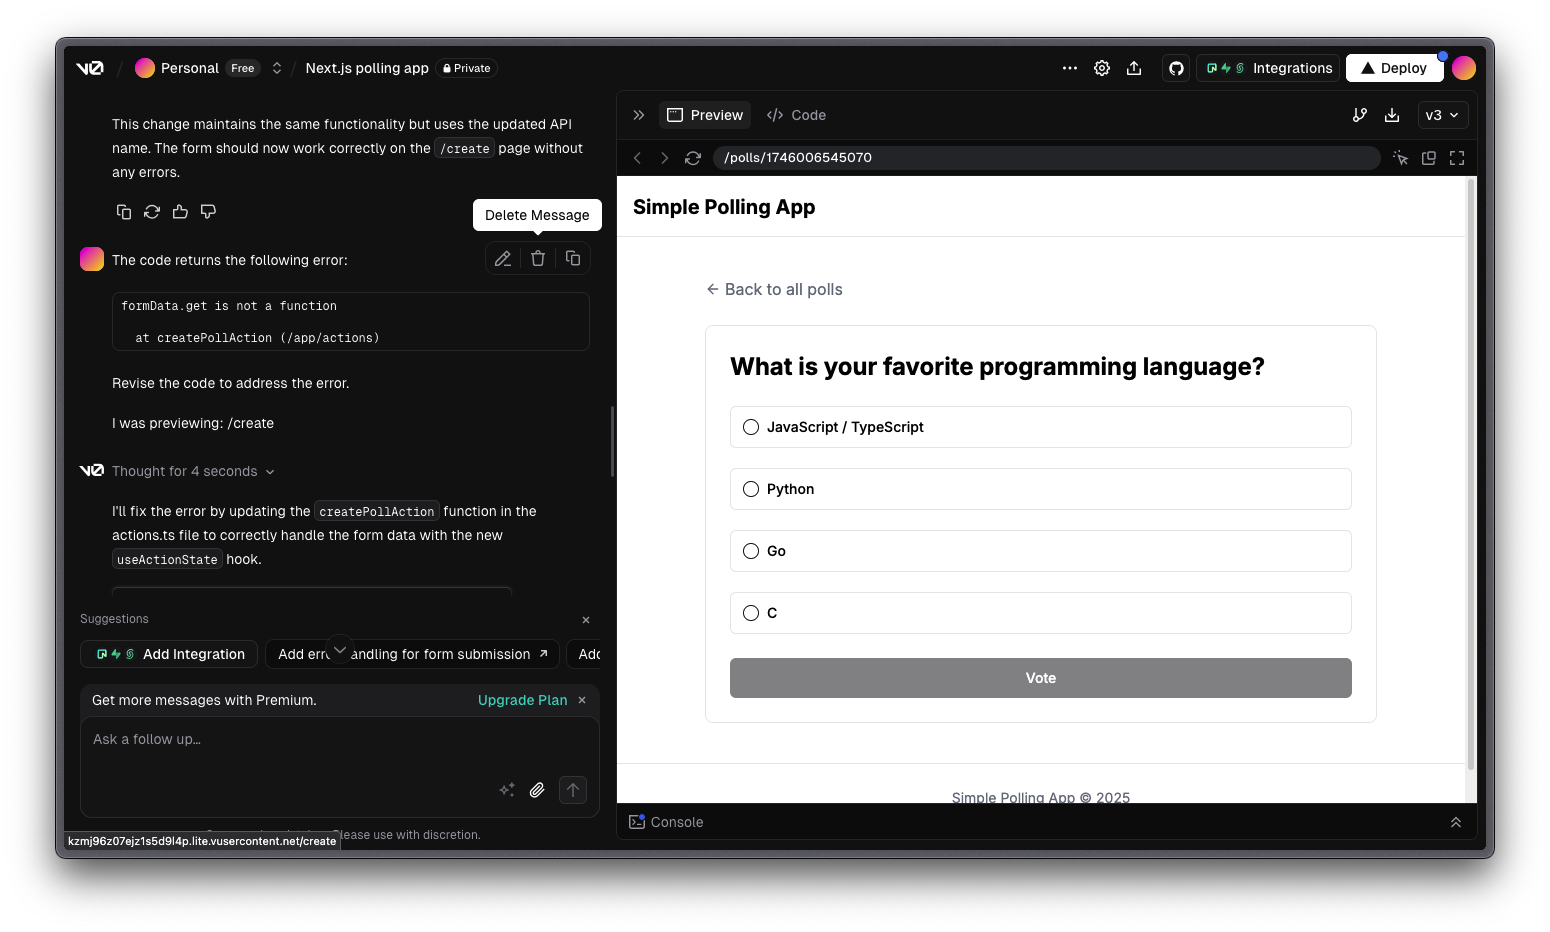 v0 / Personal Free / Next.js polling app Private
Integrations Deploy
This change maintains the same functionality but uses the updated API
name. The form should now work correctly on the /create page without
any errors.
Delete Message
The code returns the following error:
formData.get is not a function
at createPollAction (/app/actions)
Revise the code to address the error.
I was previewing: /create
v0 Thought for 4 seconds
I'll fix the error by updating the createPollAction function in the
actions.ts file to correctly handle the form data with the new
useActionState hook.
Suggestions
Add Integration
Add handling for form submission
Get more messages with Premium. Upgrade Plan
Ask a follow up...
Please use with discretion.
kzmj96z07ejz1s5d9l4p.lite.vusercontent.net/create
Preview Code v3
/polls/1746006545070
Simple Polling App
← Back to all polls
What is your favorite programming language?
JavaScript / TypeScript
Python
Go
C
Vote
Simple Polling App © 2025
Console